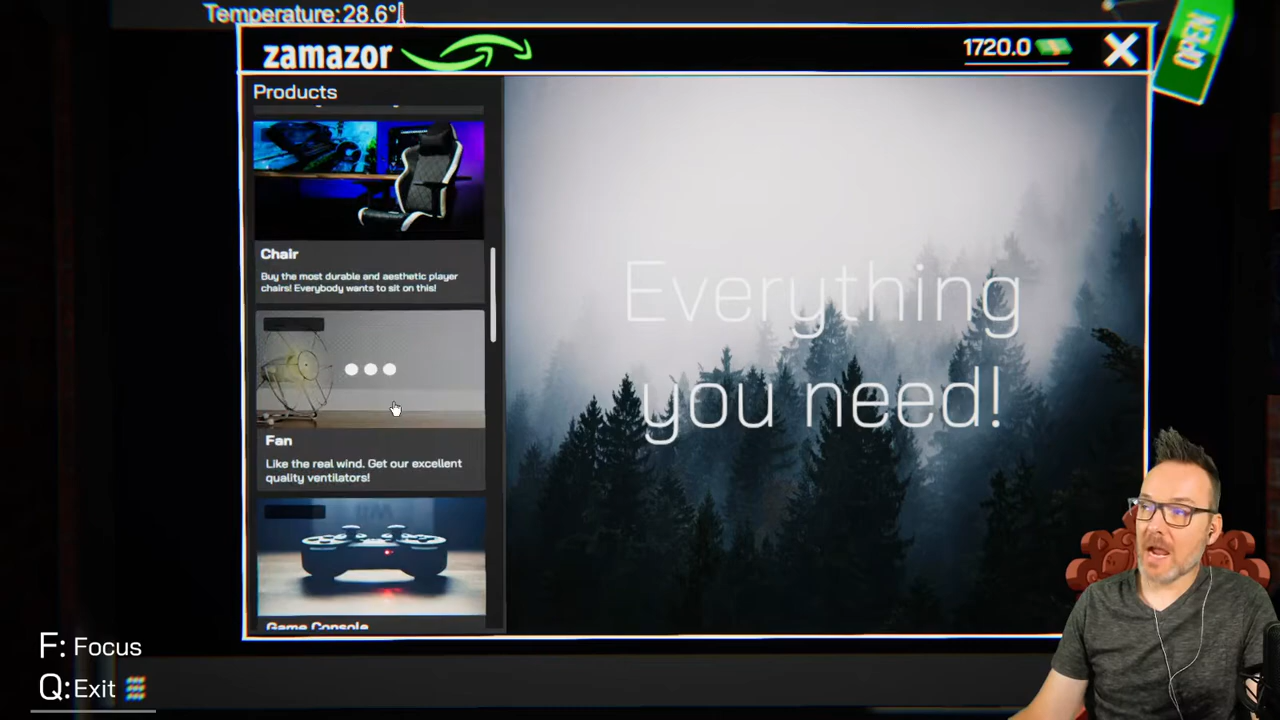 Temperature: 28.6°
zamazor
1720.0
X
OPEN
Products
Chair
Buy the most durable and aesthetic player
chairs! Everybody wants to sit on this!
Fan
Like the real wind. Get our excellent
quality ventilators!
Game Console
Everything
you need!
F: Focus
Q: Exit